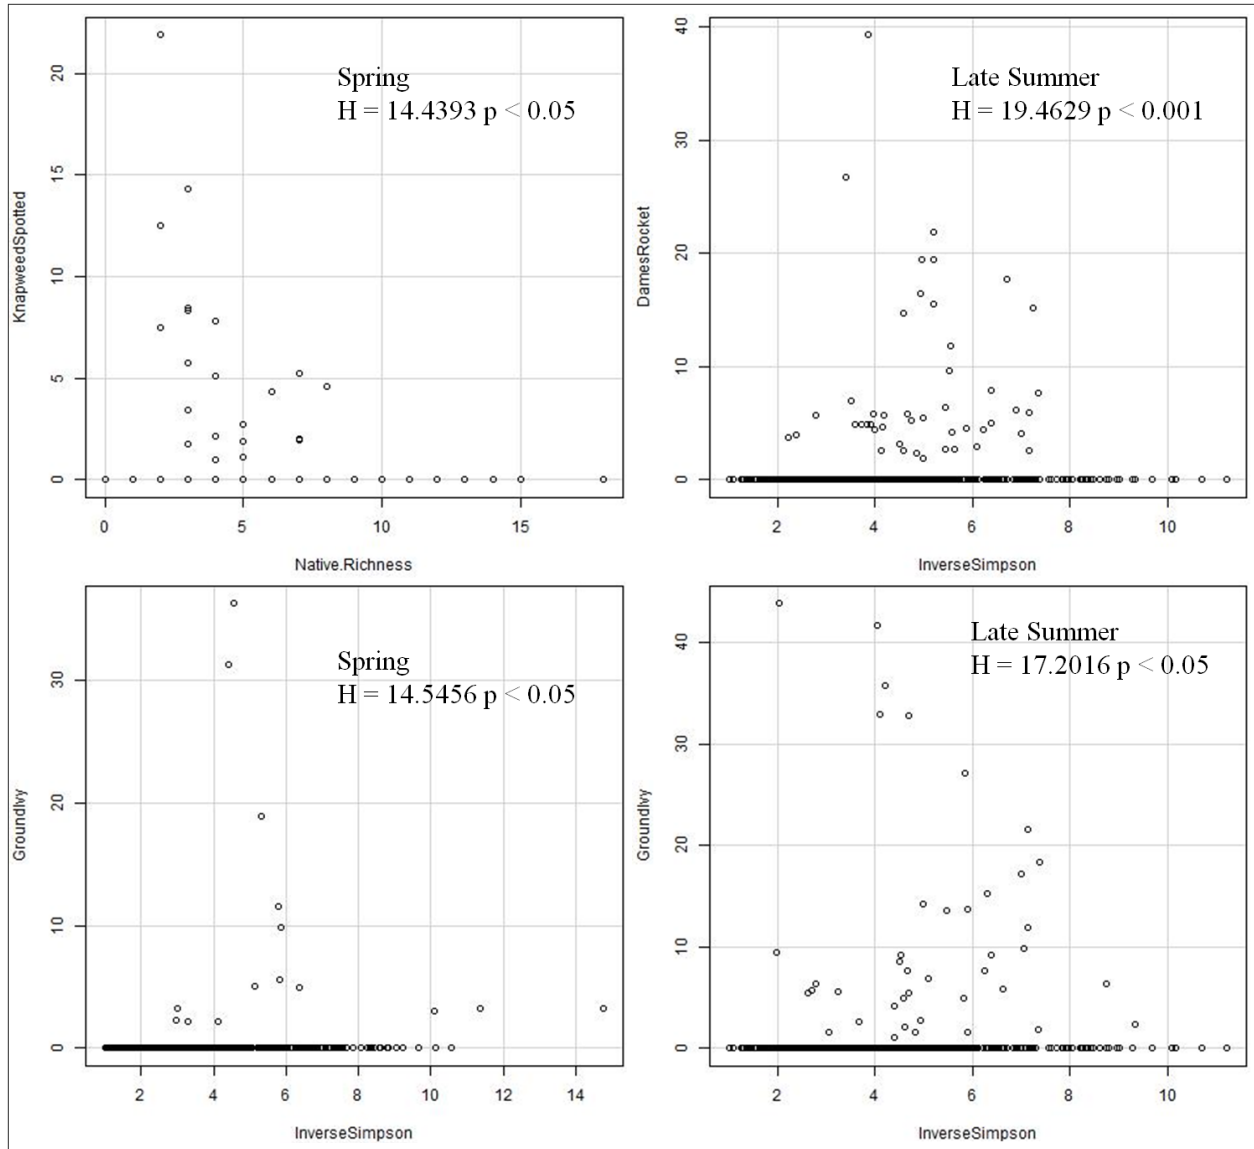 Spring
H = 14.4393 p < 0.05
KnapweedSpotted
20
15
10
5
0
0 5 10 15
Native.Richness
Late Summer
H = 19.4629 p < 0.001
DamesRocket
40
30
20
10
0
2 4 6 8 10
InverseSimpson
Spring
H = 14.5456 p < 0.05
GroundIvy
30
20
10
0
2 4 6 8 10 12 14
InverseSimpson
Late Summer
H = 17.2016 p < 0.05
GroundIvy
40
30
20
10
0
2 4 6 8 10
InverseSimpson